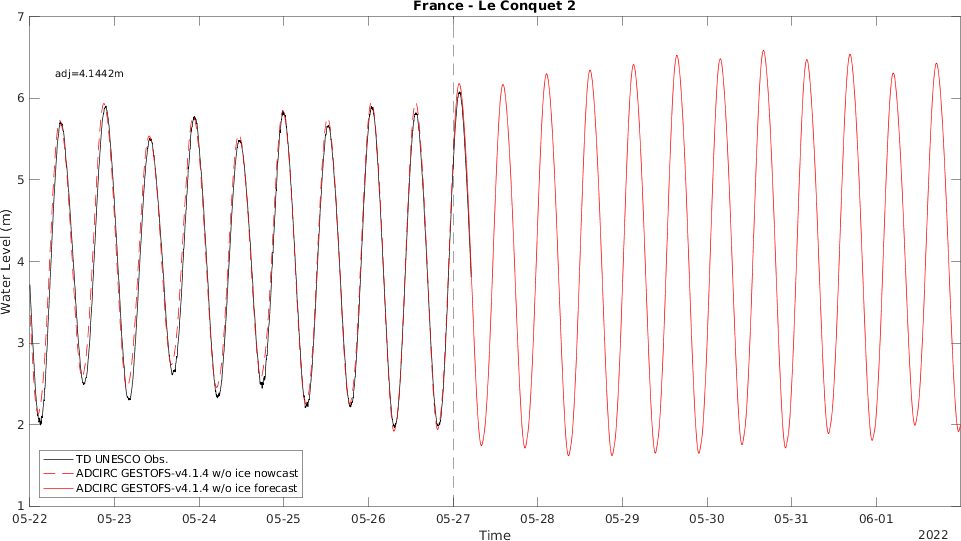 France - Le Conquet 2
adj=4.1442m
7
6
5
4
3
2
1
Water Level (m)
TD UNESCO Obs.
ADCIRC GESTOFS-v4.1.4 w/o ice nowcast
ADCIRC GESTOFS-v4.1.4 w/o ice forecast
05-22 05-23 05-24 05-25 05-26 05-27 05-28 05-29 05-30 05-31 06-01
Time
2022